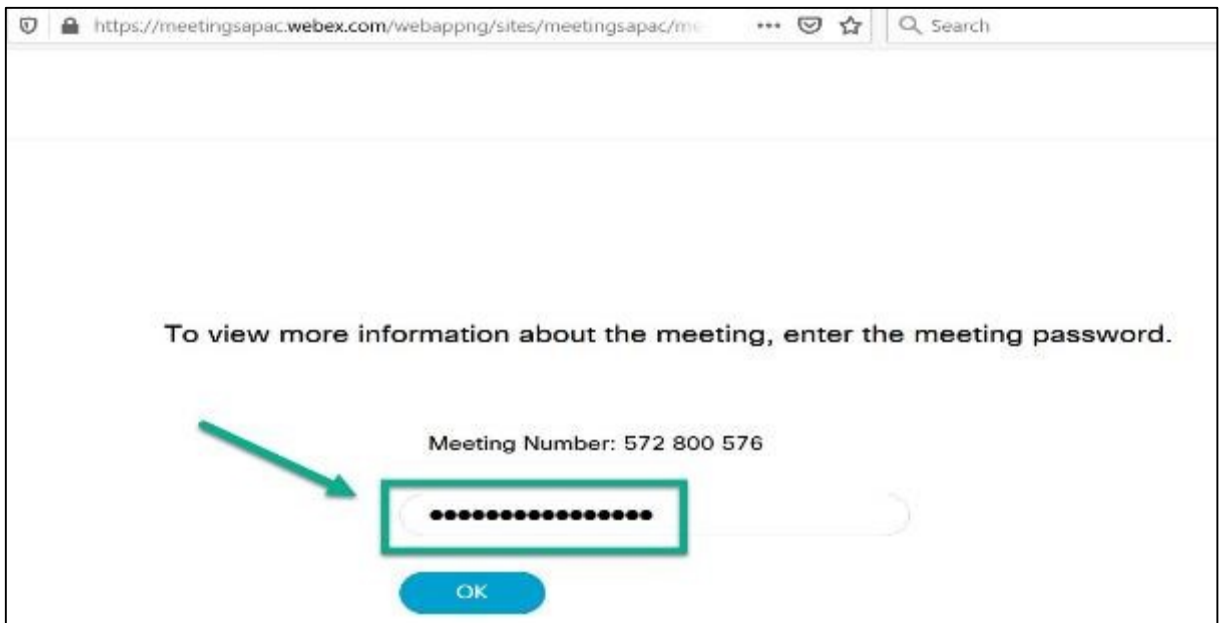 https://meetingsapac.webex.com/webappng/sites/meetingsapac/me
Search
To view more information about the meeting, enter the meeting password.
Meeting Number: 572 800 576
●●●●●●●●●●●●●●●●
OK